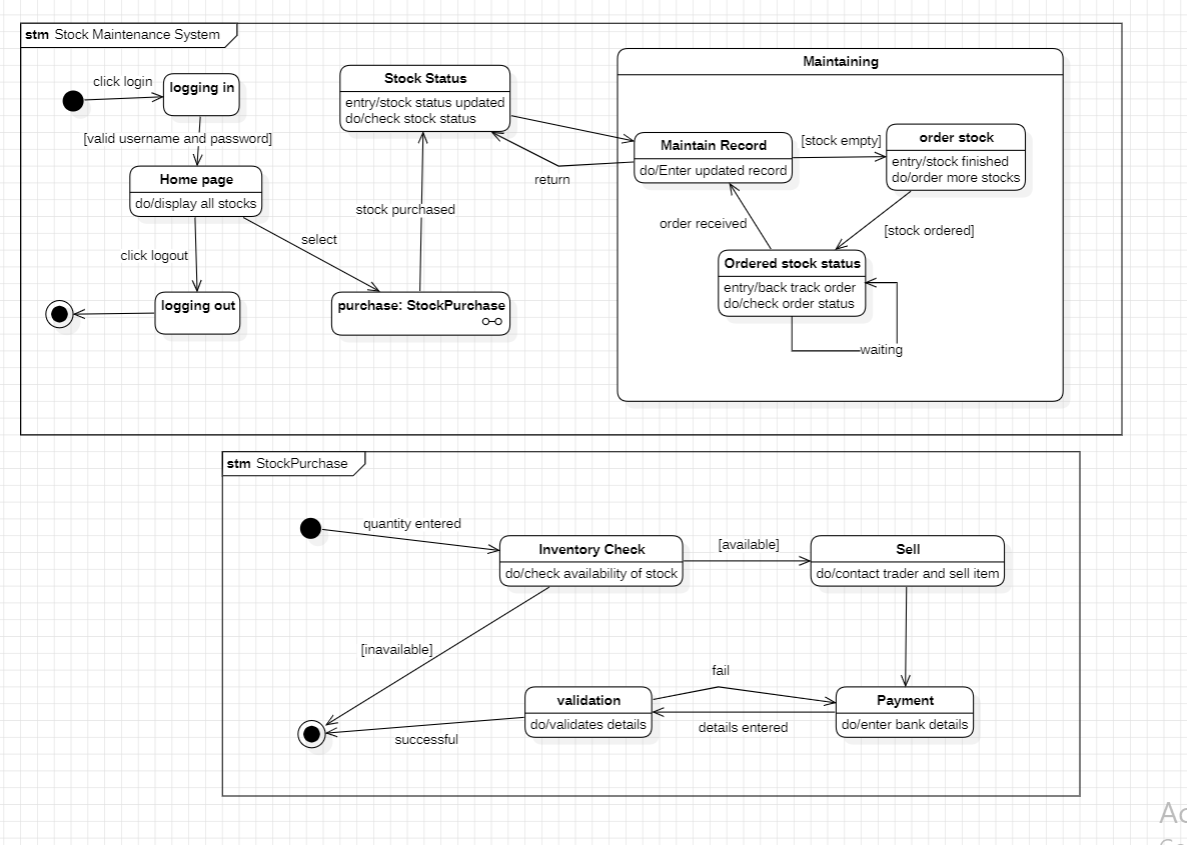 stm Stock Maintenance System
click login
logging in
[valid username and password]
Home page
do/display all stocks
click logout
select
logging out
Stock Status
entry/stock status updated
do/check stock status
stock purchased
purchase: StockPurchase
return
Maintaining
Maintain Record
do/Enter updated record
[stock empty]
order stock
entry/stock finished
do/order more stocks
order received
[stock ordered]
Ordered stock status
entry/back track order
do/check order status
waiting
stm StockPurchase
quantity entered
Inventory Check
do/check availability of stock
[available]
Sell
do/contact trader and sell item
[inavailable]
fail
validation
do/validates details
Payment
do/enter bank details
details entered
successful